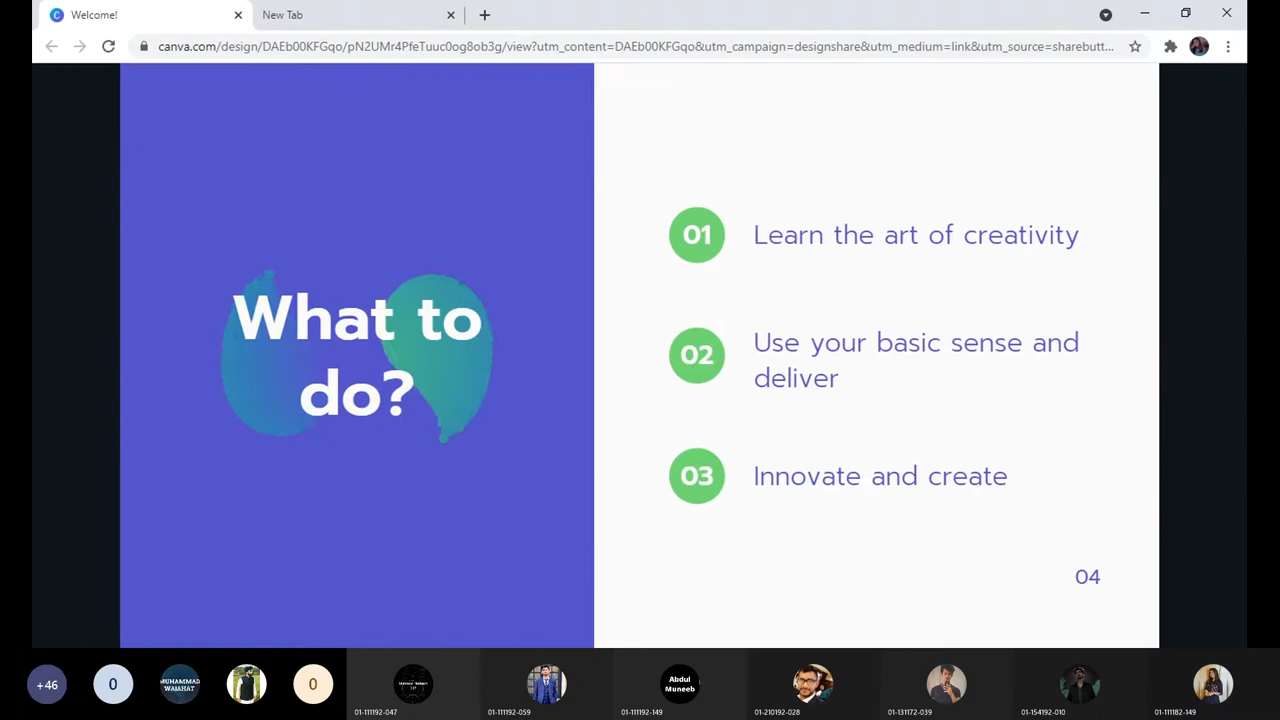 Welcome!
New Tab
canva.com/design/DAEb00KFGqo/pN2UMr4PfeTuuc0og8ob3g/view?utm_content=DAEb00KFGqo&utm_campaign=designshare&utm_medium=link&utm_source=sharebutt...
What to
do?
01
Learn the art of creativity
02
Use your basic sense and
deliver
03
Innovate and create
04
+46
0
MUHAMMAD
WAJAHAT
0
Abdul
Muneeb
01-111192-047
01-111192-059
01-111192-149
01-210192-028
01-131172-039
01-154192-010
01-111182-149